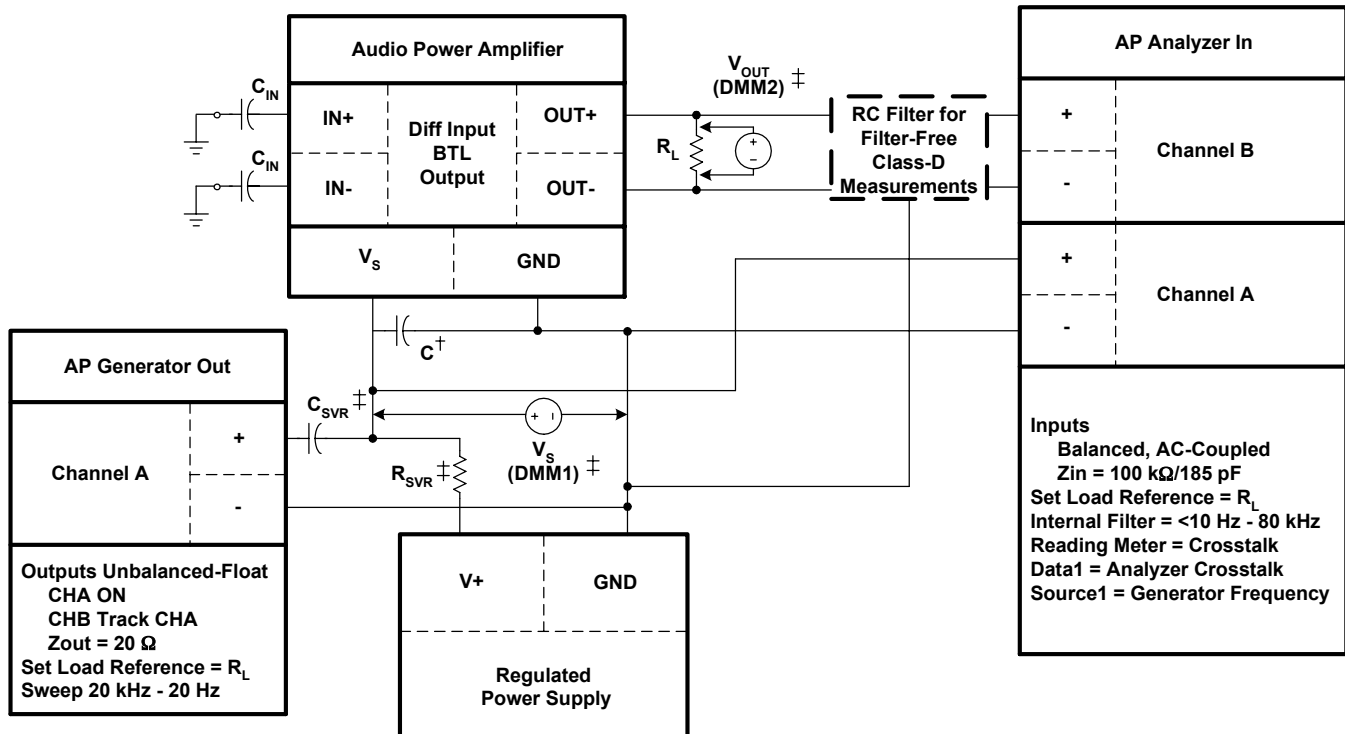 Audio Power Amplifier
C_IN
IN+
Diff Input
BTL
Output
OUT+
C_IN
IN-
OUT-
V_S
GND
V_OUT ‡
(DMM2)
R_L
+
-
RC Filter for
Filter-Free
Class-D
Measurements
AP Analyzer In
+
-
Channel B
+
-
Channel A
Inputs
Balanced, AC-Coupled
Zin = 100 kΩ/185 pF
Set Load Reference = R_L
Internal Filter = <10 Hz - 80 kHz
Reading Meter = Crosstalk
Data1 = Analyzer Crosstalk
Source1 = Generator Frequency
C †
AP Generator Out
Channel A
+
-
C_SVR ‡
R_SVR ‡
+ -
V_S
(DMM1) ‡
Outputs Unbalanced-Float
CHA ON
CHB Track CHA
Zout = 20 Ω
Set Load Reference = R_L
Sweep 20 kHz - 20 Hz
V+
GND
Regulated
Power Supply